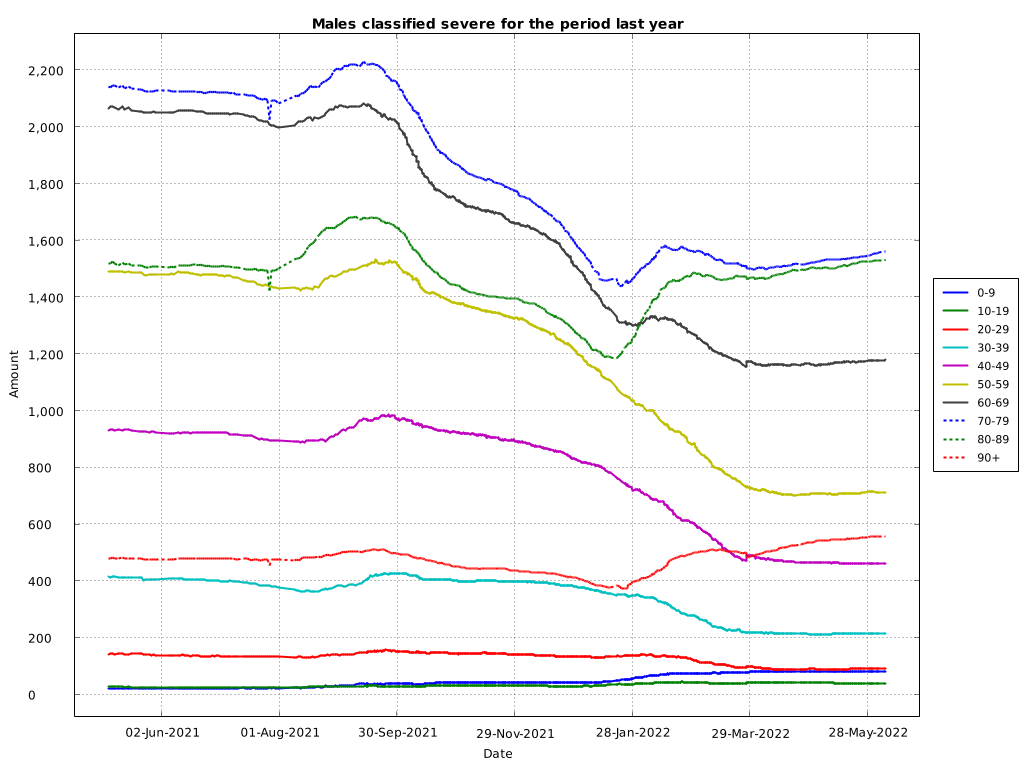 Males classified severe for the period last year
2,200
2,000
1,800
1,600
1,400
1,200
1,000
800
600
400
200
0
Amount
02-Jun-2021
01-Aug-2021
30-Sep-2021
29-Nov-2021
28-Jan-2022
29-Mar-2022
28-May-2022
Date
0-9
10-19
20-29
30-39
40-49
50-59
60-69
70-79
80-89
90+